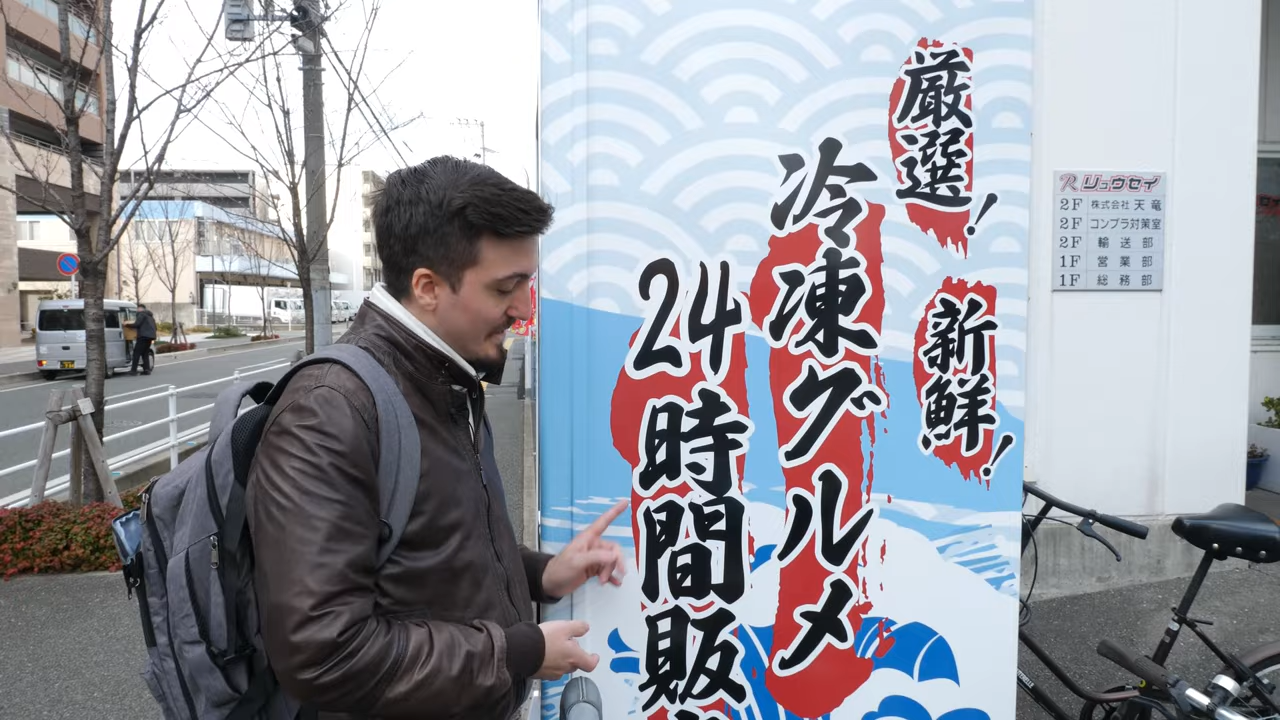 厳選!
新鮮!
冷凍グルメ
24時間販
リュウセイ
2F 株式会社 天竜
2F コンプラ対策室
2F 輸送部
1F 営業部
1F 総務部